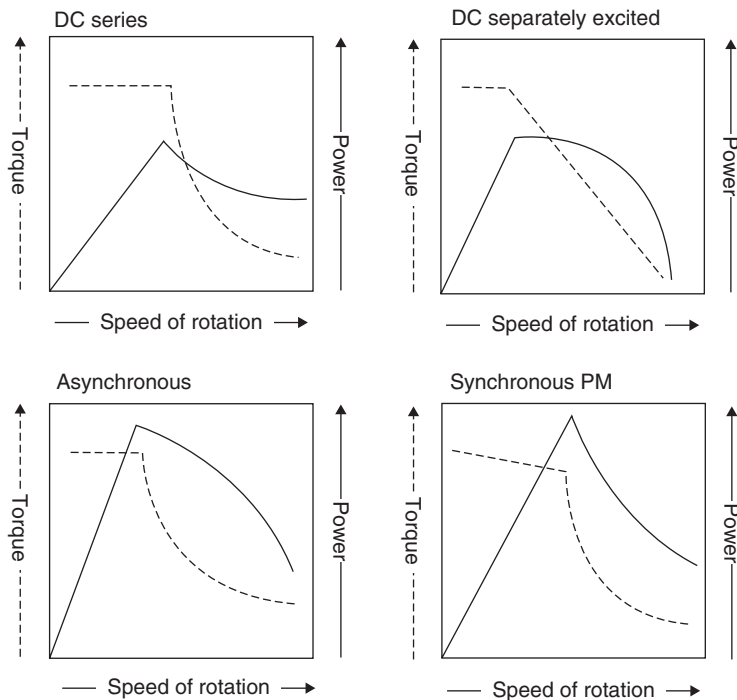 DC series
Torque
Power
Speed of rotation
DC separately excited
Torque
Power
Speed of rotation
Asynchronous
Torque
Power
Speed of rotation
Synchronous PM
Torque
Power
Speed of rotation